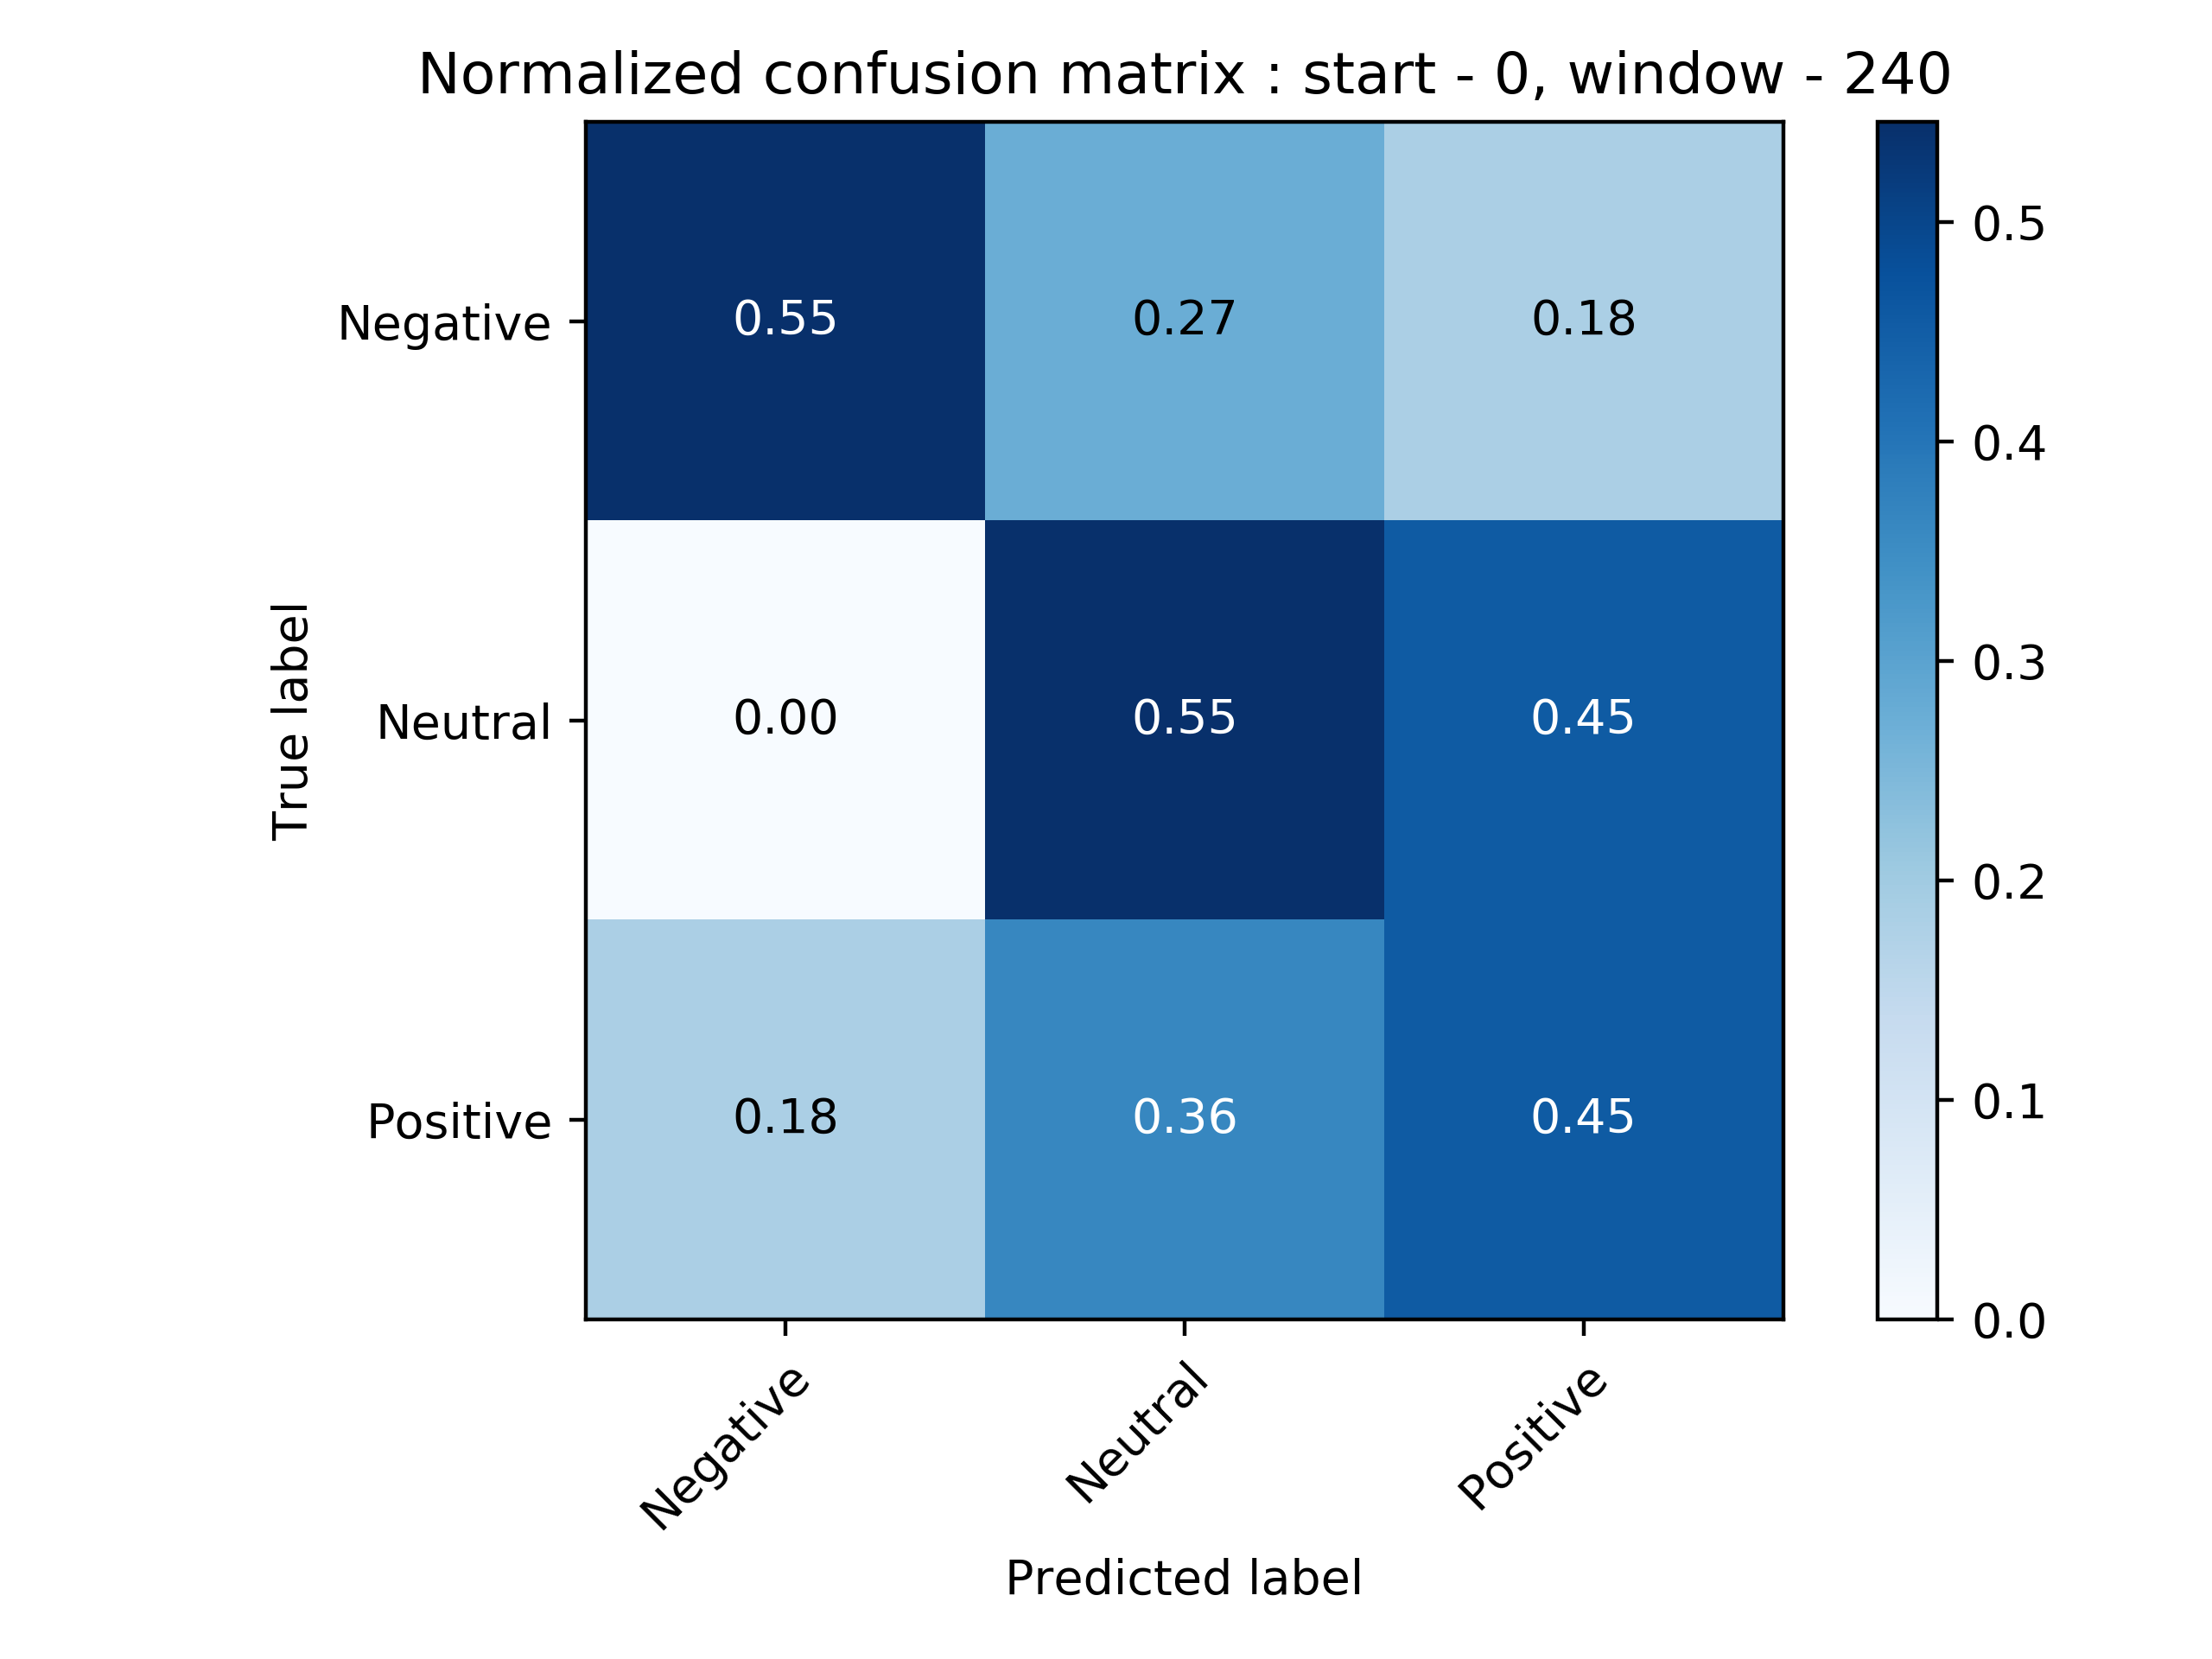 Normalized confusion matrix : start - 0, window - 240
Negative 0.55 0.27 0.18
Neutral 0.00 0.55 0.45
Positive 0.18 0.36 0.45
True label
Negative Neutral Positive
Predicted label
0.5
0.4
0.3
0.2
0.1
0.0